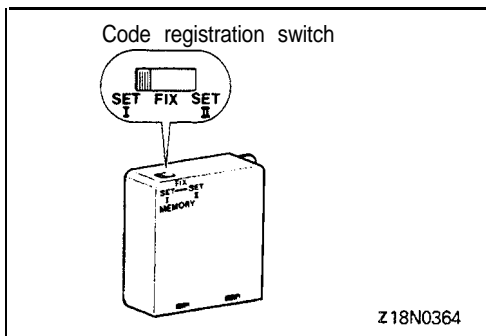 Code registration switch
SET FIX SET
I II
FIX
SET SET
I II
MEMORY
Z18N0364